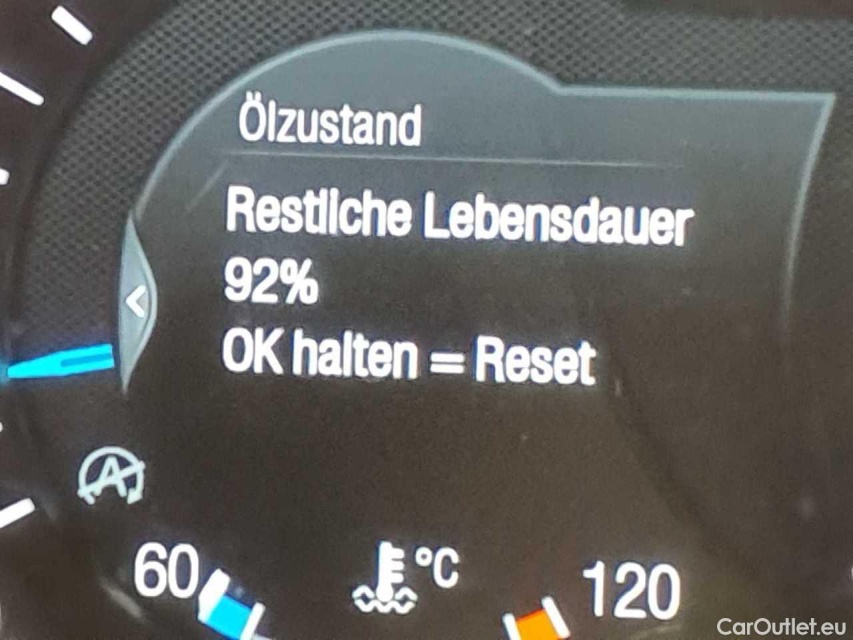 Ölzustand
Restliche Lebensdauer
92%
OK halten = Reset
60 °C 120
CarOutlet.eu